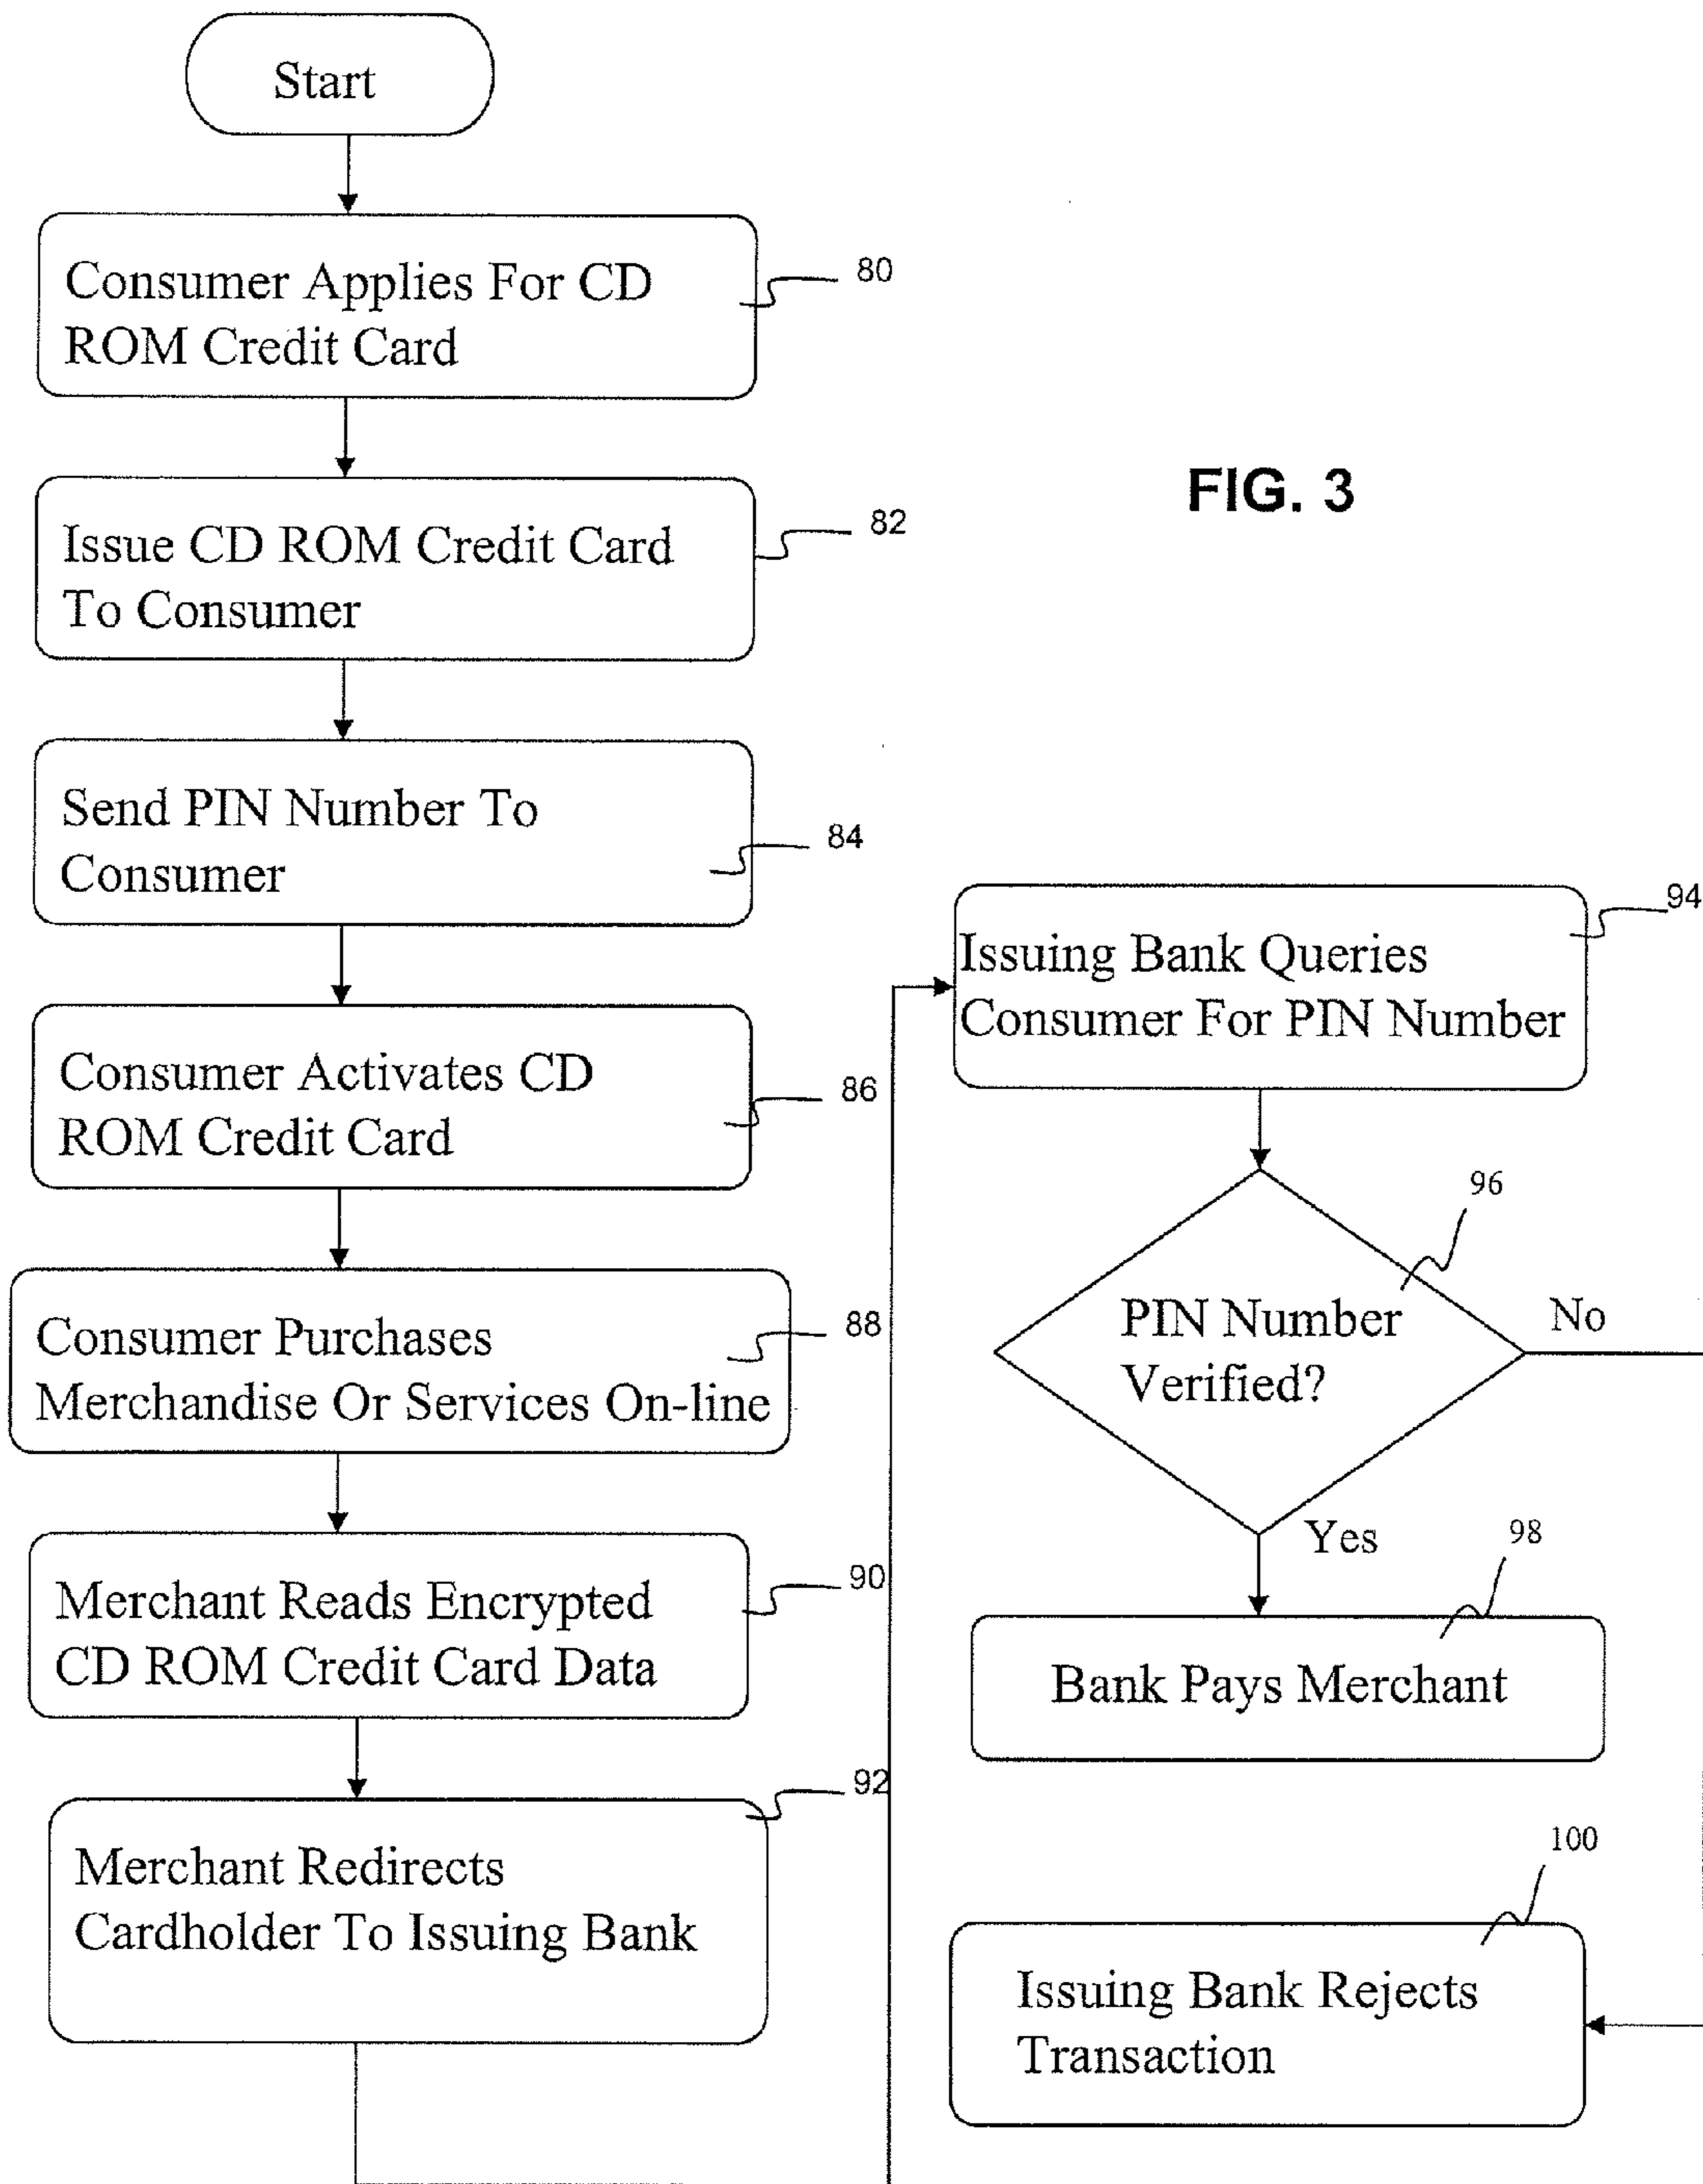 Start
Consumer Applies For CD
ROM Credit Card
80
Issue CD ROM Credit Card
To Consumer
82
FIG. 3
Send PIN Number To
Consumer
84
Consumer Activates CD
ROM Credit Card
86
Consumer Purchases
Merchandise Or Services On-line
88
Merchant Reads Encrypted
CD ROM Credit Card Data
90
Merchant Redirects
Cardholder To Issuing Bank
92
Issuing Bank Queries
Consumer For PIN Number
94
PIN Number
Verified?
96
No
Yes
Bank Pays Merchant
98
Issuing Bank Rejects
Transaction
100